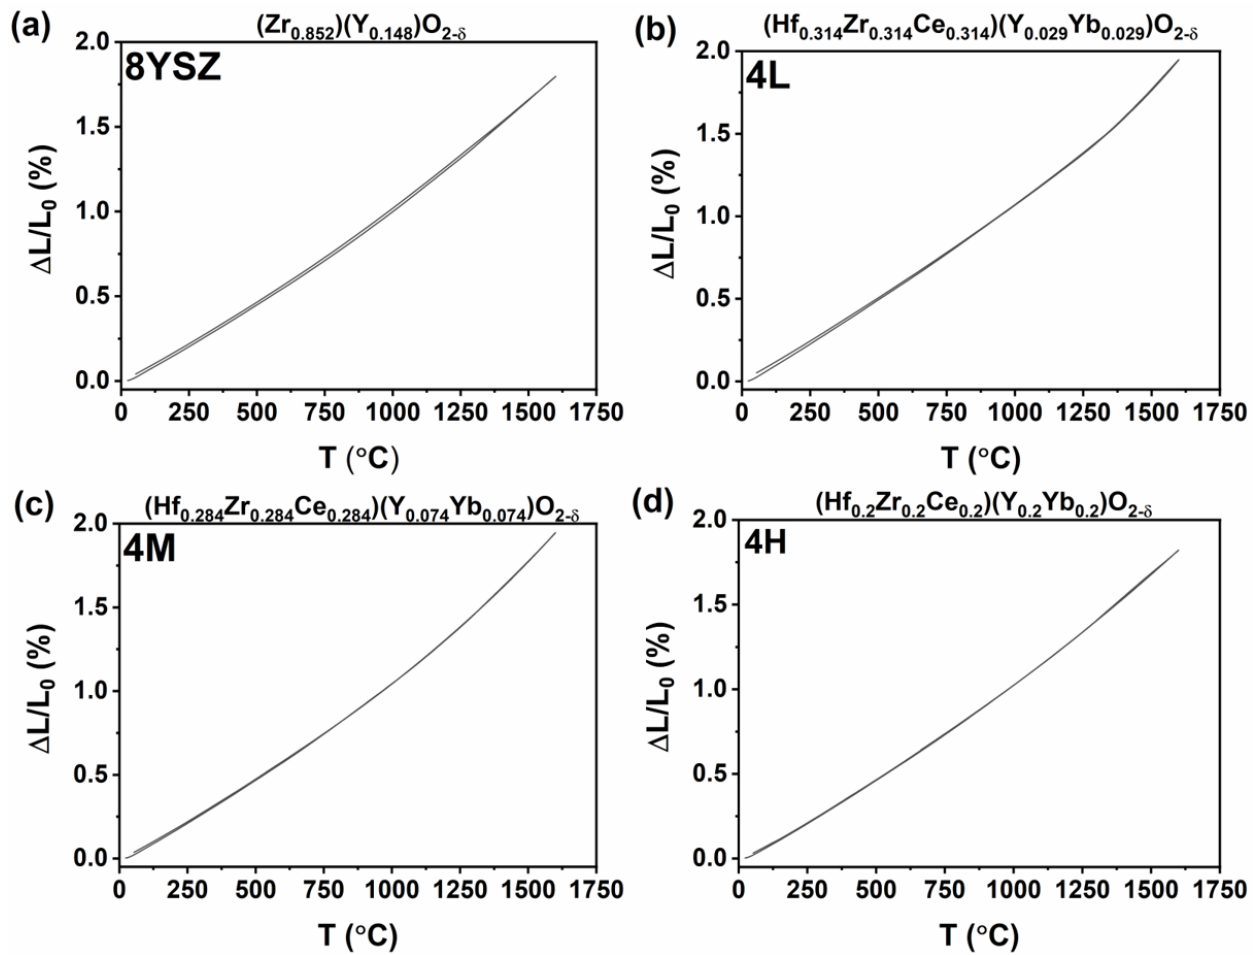 (a)
(Zr0.852)(Y0.148)O2-δ
8YSZ
2.0
1.5
1.0
0.5
0.0
ΔL/L0 (%)
0 250 500 750 1000 1250 1500 1750
T (°C)
(b)
(Hf0.314Zr0.314Ce0.314)(Y0.029Yb0.029)O2-δ
4L
2.0
1.5
1.0
0.5
0.0
ΔL/L0 (%)
0 250 500 750 1000 1250 1500 1750
T (°C)
(c)
(Hf0.284Zr0.284Ce0.284)(Y0.074Yb0.074)O2-δ
4M
2.0
1.5
1.0
0.5
0.0
ΔL/L0 (%)
0 250 500 750 1000 1250 1500 1750
T (°C)
(d)
(Hf0.2Zr0.2Ce0.2)(Y0.2Yb0.2)O2-δ
4H
2.0
1.5
1.0
0.5
0.0
ΔL/L0 (%)
0 250 500 750 1000 1250 1500 1750
T (°C)